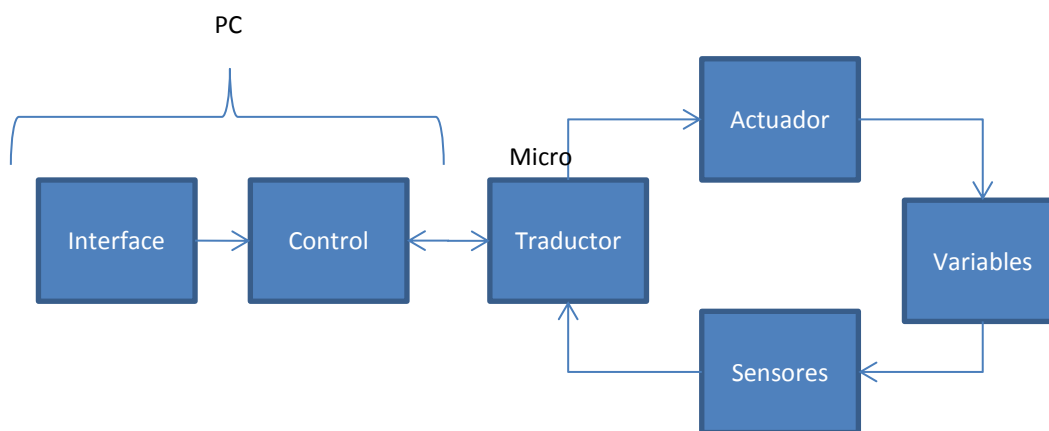 PC
Actuador
Micro
Interface
Control
Traductor
Variables
Sensores